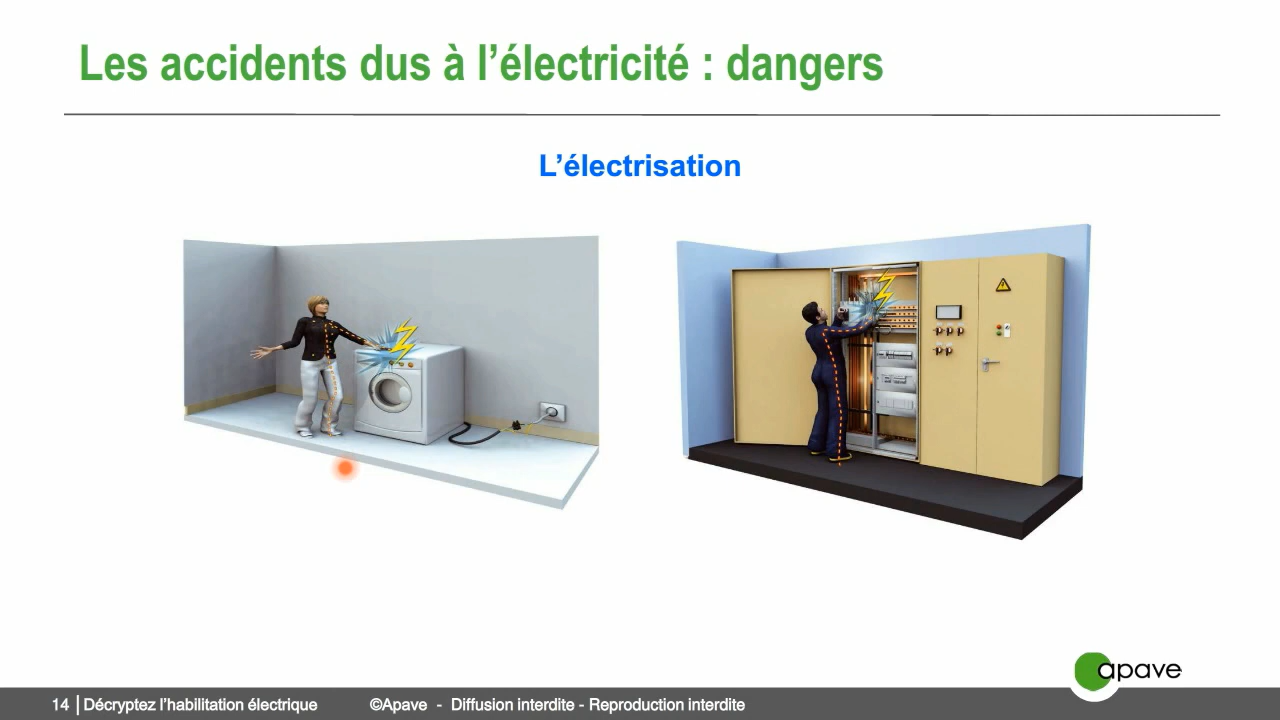 Les accidents dus à l’électricité : dangers
L’électrisation
apave
14 | Décryptez l’habilitation électrique ©Apave - Diffusion interdite - Reproduction interdite